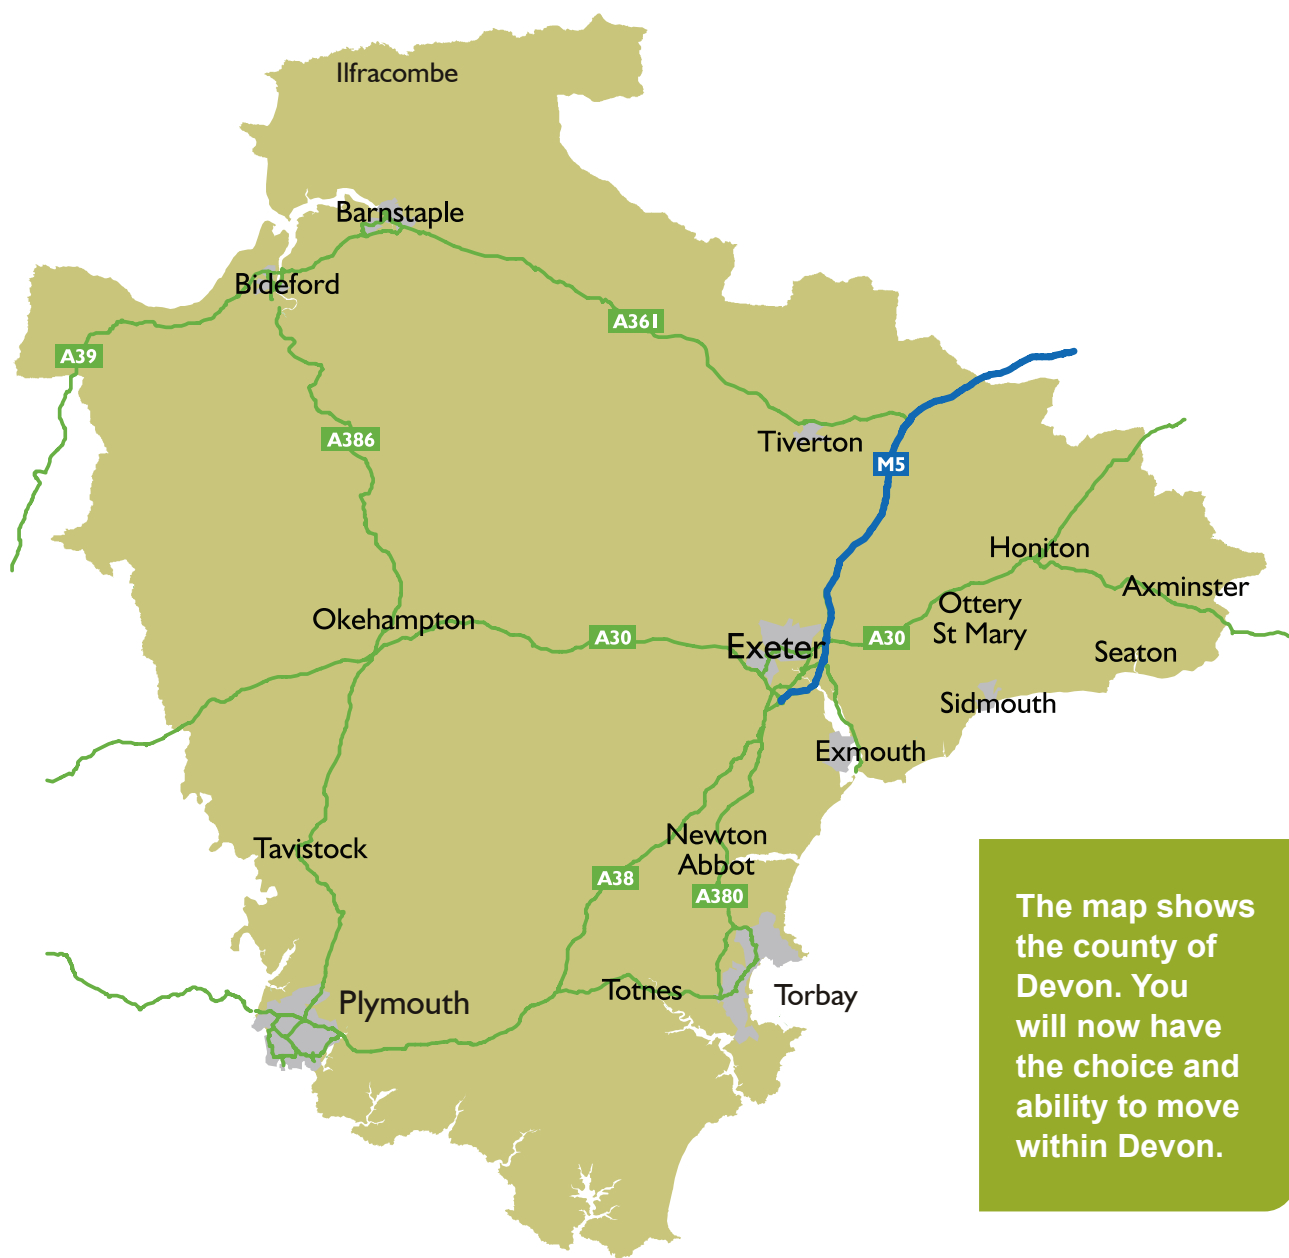 Ilfracombe
Barnstaple
Bideford
A361
A39
A386
Tiverton
M5
Honiton
Axminster
Okehampton
Ottery
St Mary
A30
A30
Exeter
Seaton
Sidmouth
Exmouth
Newton
Abbot
Tavistock
A38
A380
Totnes
Torbay
Plymouth
The map shows
the county of
Devon. You
will now have
the choice and
ability to move
within Devon.